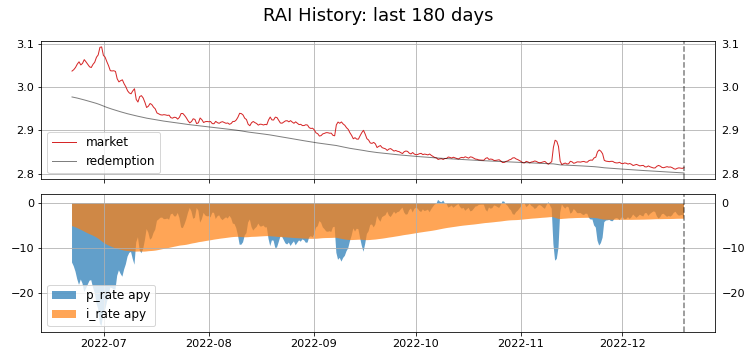 RAI History: last 180 days
3.1 3.1
3.0 3.0
2.9 2.9
2.8 2.8
market
redemption
0 0
−10 −10
−20 −20
p_rate apy
i_rate apy
2022-07 2022-08 2022-09 2022-10 2022-11 2022-12